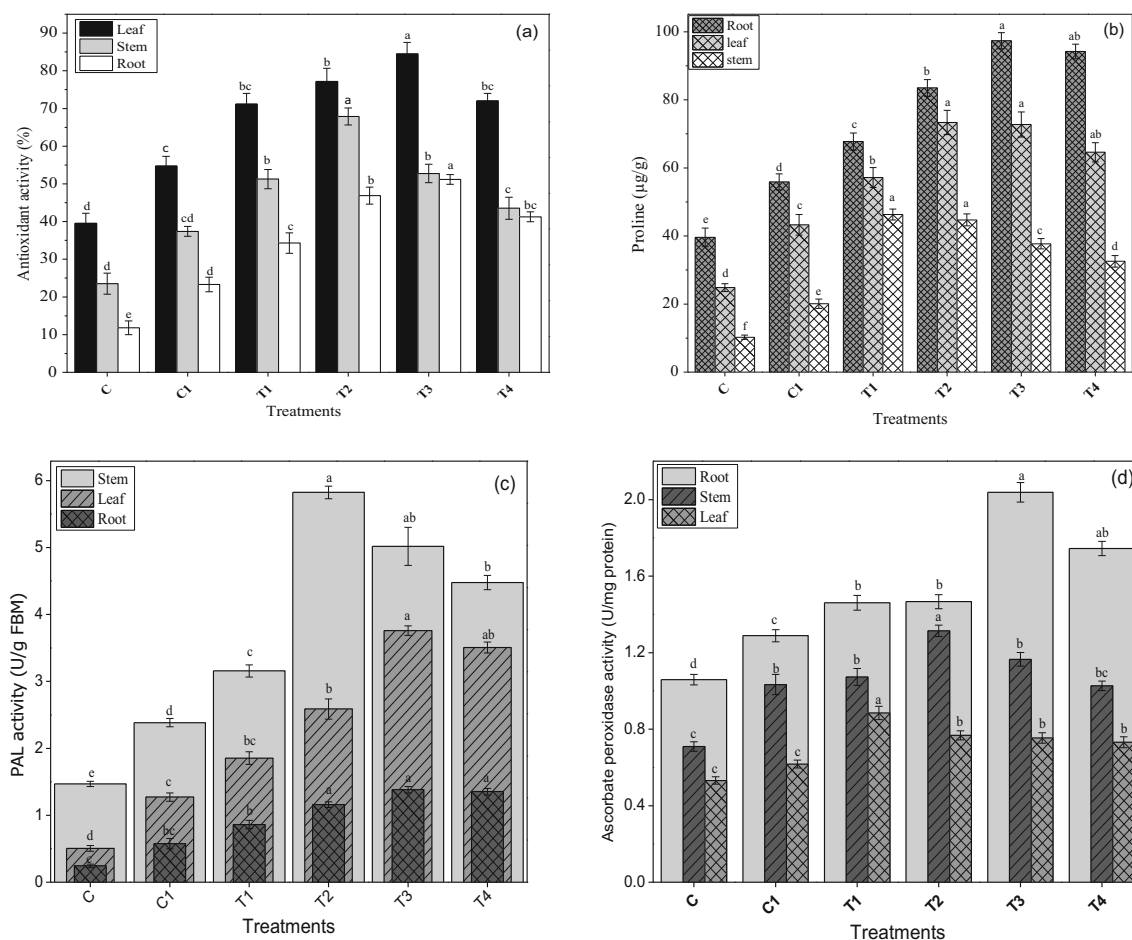 Leaf
Stem
Root
(a)
Antioxidant activity (%)
90
80
70
60
50
40
30
20
10
0
d
d
e
c
cd
d
bc
b
c
b
a
b
a
b
a
bc
c
bc
C
C1
T1
T2
T3
T4
Treatments
Root
leaf
stem
(b)
Proline (µg/g)
100
80
60
40
20
0
e
d
f
d
c
e
c
b
a
b
a
a
a
a
c
ab
ab
d
C
C1
T1
T2
T3
T4
Treatments
Stem
Leaf
Root
(c)
PAL activity (U/g FBM)
6
5
4
3
2
1
0
e
d
c
d
c
bc
c
bc
a
a
b
a
ab
a
a
b
ab
a
C
C1
T1
T2
T3
T4
Treatments
Root
Stem
Leaf
(d)
Ascorbate peroxidase activity (U/mg protein)
2.0
1.6
1.2
0.8
0.4
0.0
d
c
c
c
b
c
b
b
a
b
a
b
a
b
b
ab
bc
b
C
C1
T1
T2
T3
T4
Treatments